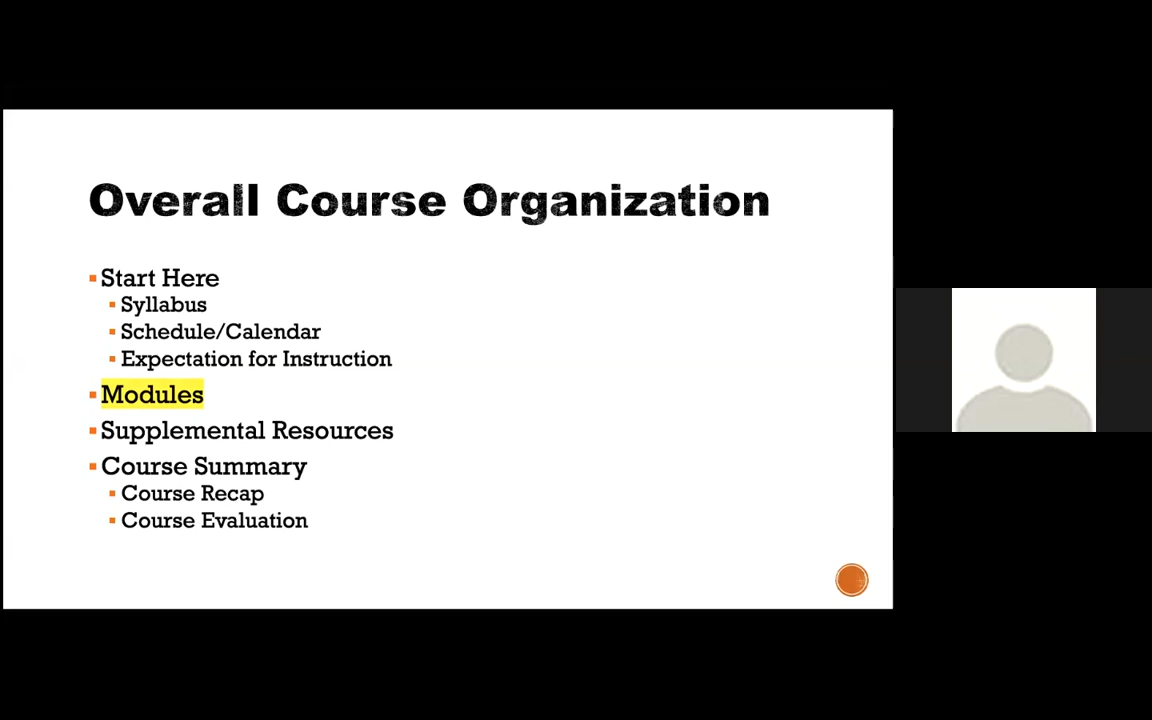 Overall Course Organization
Start Here
Syllabus
Schedule/Calendar
Expectation for Instruction
Modules
Supplemental Resources
Course Summary
Course Recap
Course Evaluation